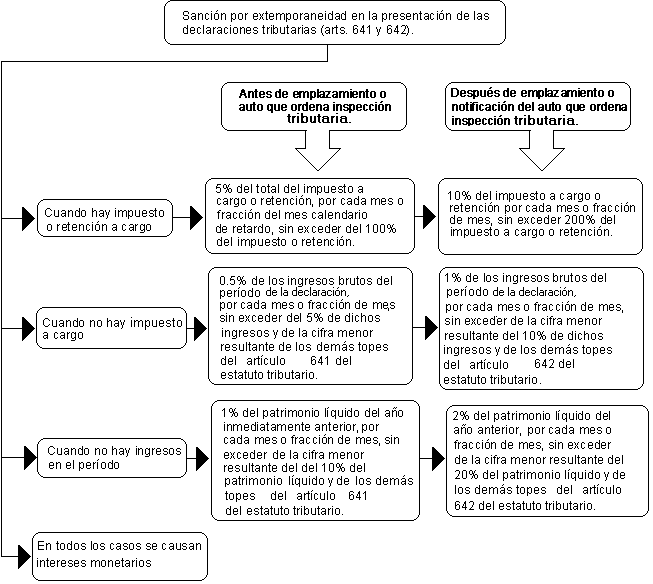 Sanción por extemporaneidad en la presentación de las
declaraciones tributarias (arts. 641 y 642).
Antes de emplazamiento o
auto que ordena inspección
tributaria.
Después de emplazamiento o
notificación del auto que ordena
inspección tributaria.
Cuando hay impuesto
o retención a cargo
5% del total del impuesto a
cargo o retención, por cada mes o
fracción del mes calendario
de retardo, sin exceder del 100%
del impuesto o retención.
10% del impuesto a cargo o
retención por cada mes o fracción
de mes, sin exceder 200% del
impuesto a cargo o retención.
Cuando no hay impuesto
a cargo
0.5% de los ingresos brutos del
período de la declaración,
por cada mes o fracción de mes,
sin exceder del 5% de dichos
ingresos y de la cifra menor
resultante de los demás topes
del artículo 641 del
estatuto tributario.
1% de los ingresos brutos del
período de la declaración,
por cada mes o fracción de mes,
sin exceder de la cifra menor
resultante del 10% de dichos
ingresos y de los demás topes
del artículo 642 del
estatuto tributario.
Cuando no hay ingresos
en el período
1% del patrimonio líquido del año
inmediatamente anterior, por
cada mes o fracción de mes, sin
exceder de la cifra menor
resultante del del 10% del
patrimonio líquido y de los demás
topes del artículo 641
del estatuto tributario.
2% del patrimonio líquido del
año anterior, por cada mes o
fracción de mes, sin exceder
de la cifra menor resultante del
20% del patrimonio líquido y de
los demás topes del artículo
642 del estatuto tributario.
En todos los casos se causan
intereses monetarios